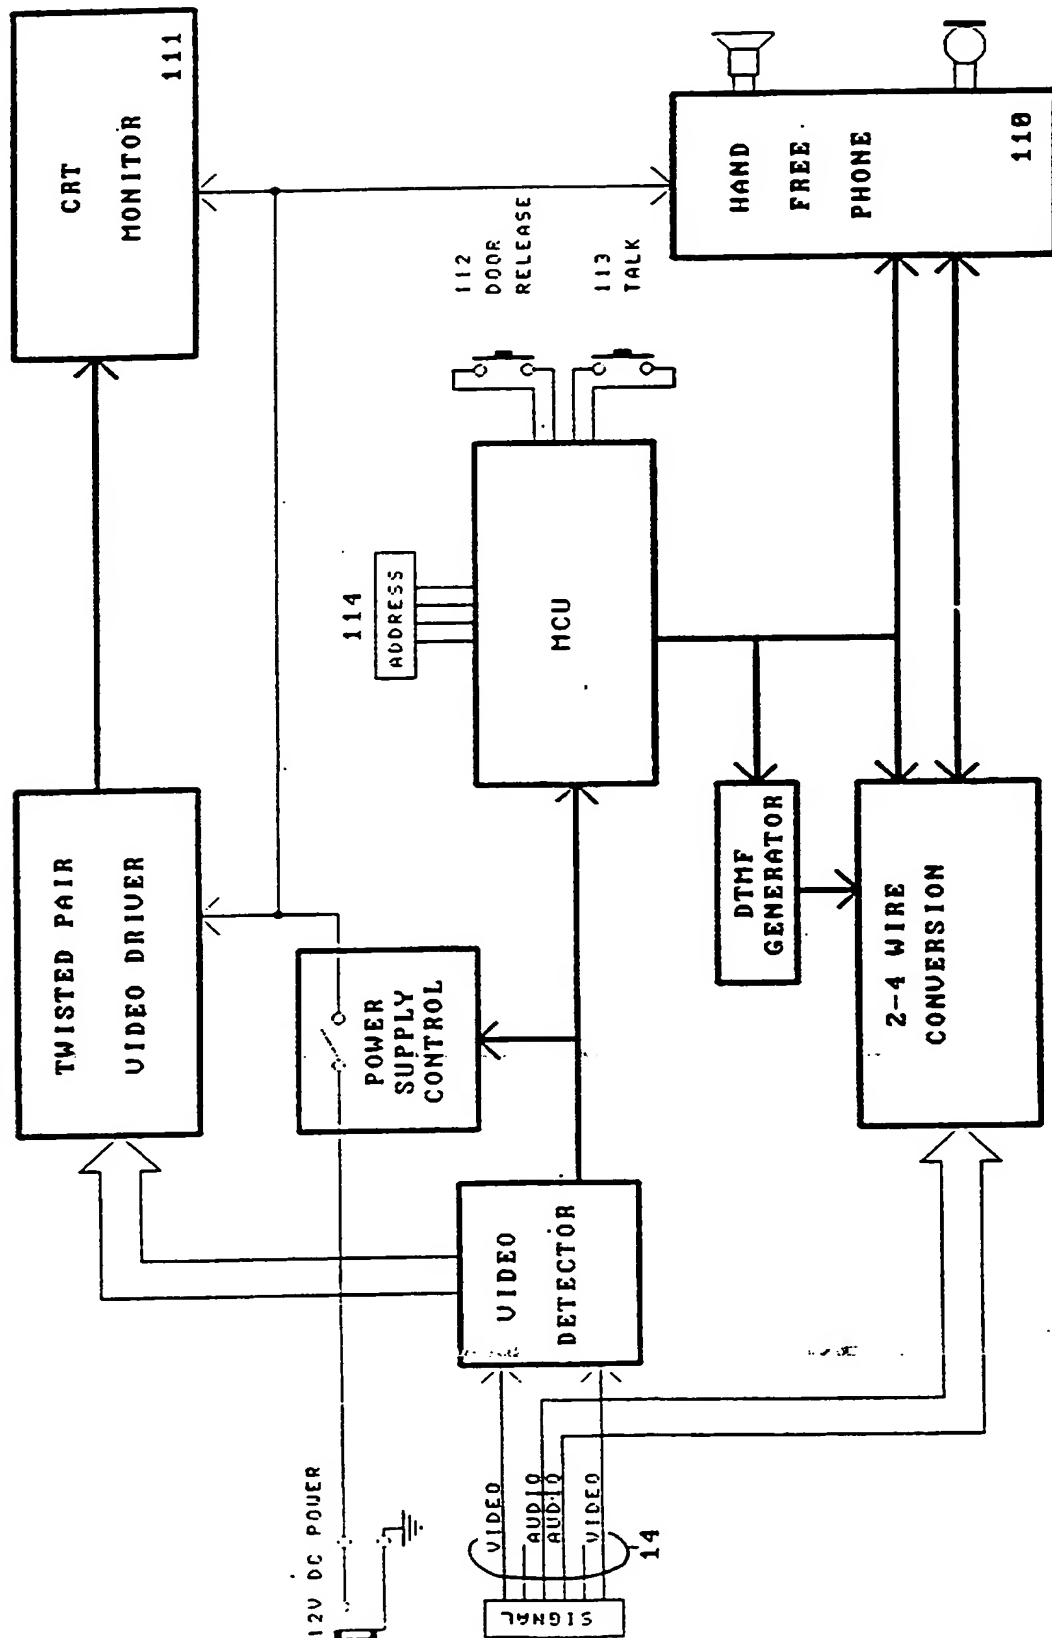 CRT
MONITOR
111
HAND
FREE
PHONE
110
112
DOOR
RELEASE
113
TALK
114
ADDRESS
MCU
TWISTED PAIR
VIDEO DRIVER
POWER
SUPPLY
CONTROL
DTMF
GENERATOR
2-4 WIRE
CONVERSION
VIDEO
DETECTOR
12V DC POWER
VIDEO
AUDIO
AUDIO
VIDEO
14
SIGNAL